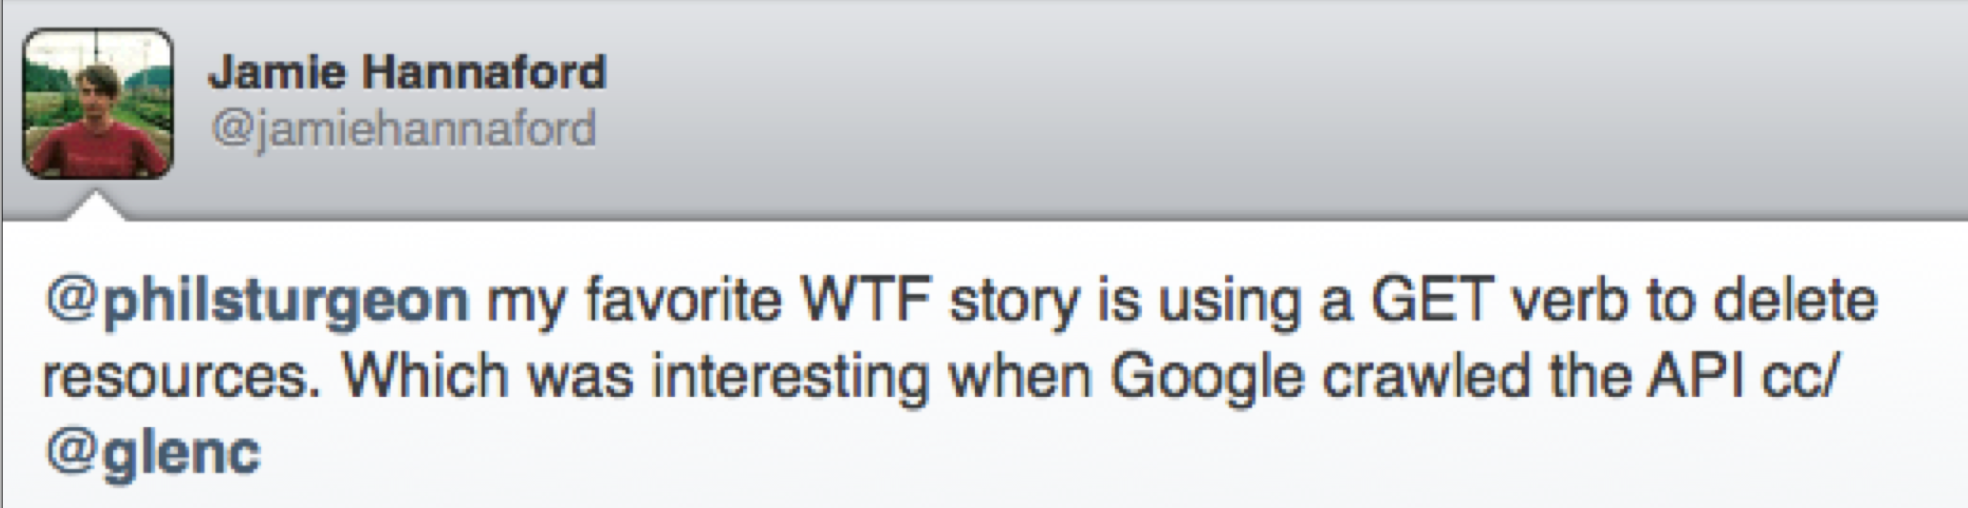 Jamie Hannaford
@jamiehannaford
@philsturgeon my favorite WTF story is using a GET verb to delete
resources. Which was interesting when Google crawled the API cc/
@glenc